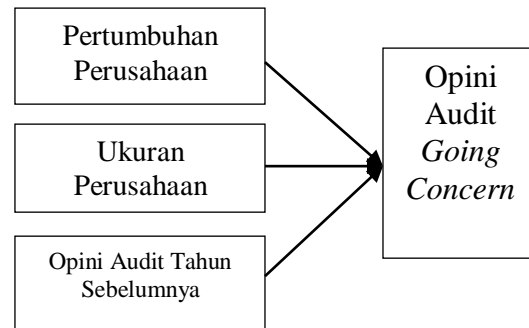 Pertumbuhan
Perusahaan
Ukuran
Perusahaan
Opini Audit Tahun
Sebelumnya
Opini
Audit
Going
Concern